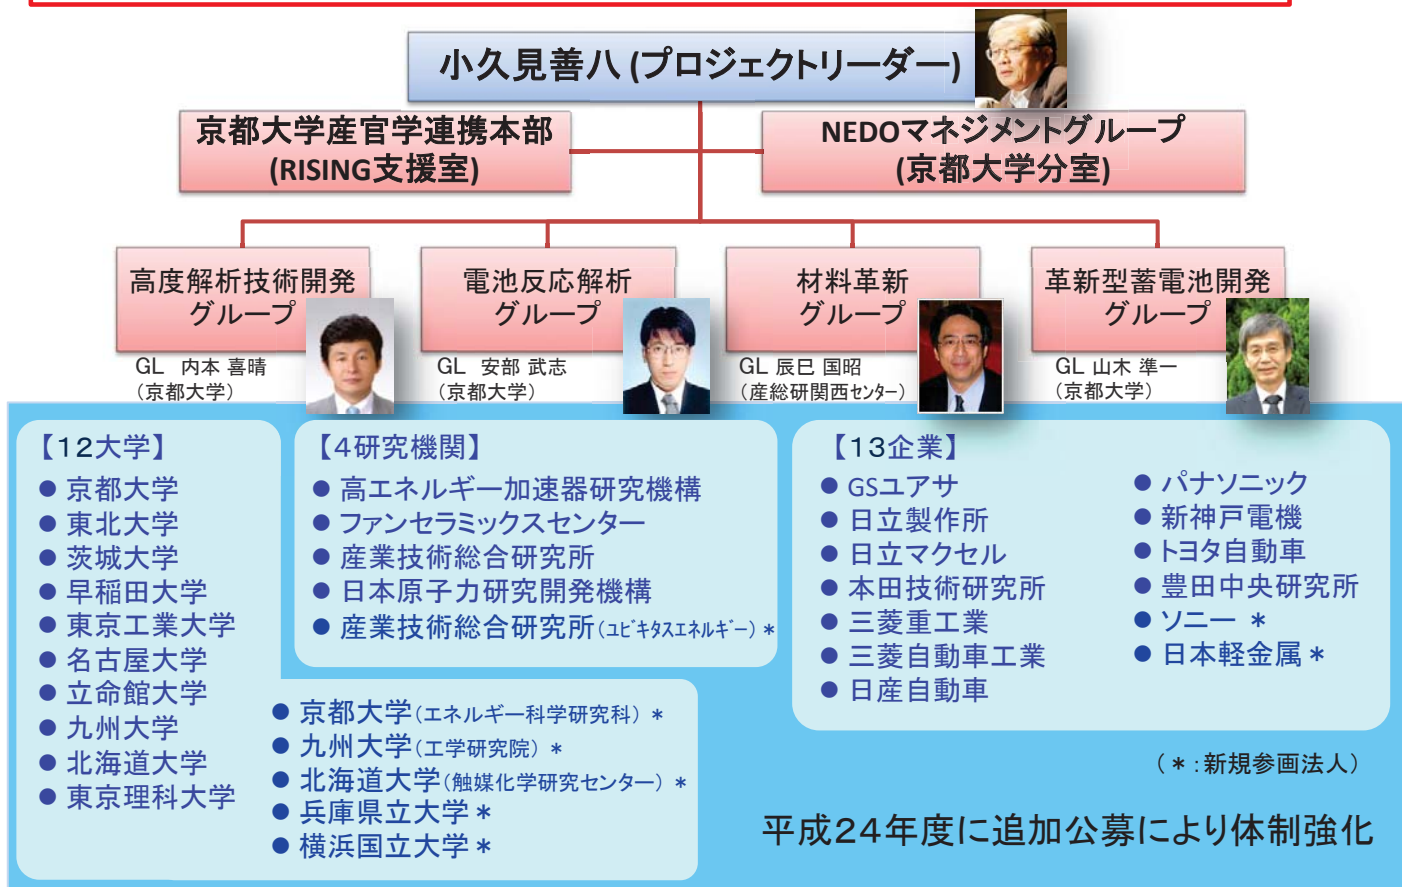 小久見善八 (プロジェクトリーダー)
京都大学産官学連携本部
(RISING支援室)
NEDOマネジメントグループ
(京都大学分室)
高度解析技術開発
グループ
GL 内本 喜晴
(京都大学)
電池反応解析
グループ
GL 安部 武志
(京都大学)
材料革新
グループ
GL 辰巳 国昭
(産総研関西センター)
革新型蓄電池開発
グループ
GL 山木 準一
(京都大学)
【12大学】
● 京都大学
● 東北大学
● 茨城大学
● 早稲田大学
● 東京工業大学
● 名古屋大学
● 立命館大学
● 九州大学
● 北海道大学
● 東京理科大学
● 京都大学(エネルギー科学研究科) *
● 九州大学(工学研究院) *
● 北海道大学(触媒化学研究センター) *
● 兵庫県立大学 *
● 横浜国立大学 *
【4研究機関】
● 高エネルギー加速器研究機構
● ファンセラミックスセンター
● 産業技術総合研究所
● 日本原子力研究開発機構
● 産業技術総合研究所(ユビキタスエネルギー) *
【13企業】
● GSユアサ
● 日立製作所
● 日立マクセル
● 本田技術研究所
● 三菱重工業
● 三菱自動車工業
● 日産自動車
● パナソニック
● 新神戸電機
● トヨタ自動車
● 豊田中央研究所
● ソニー *
● 日本軽金属 *
(*:新規参画法人)
平成24年度に追加公募により体制強化